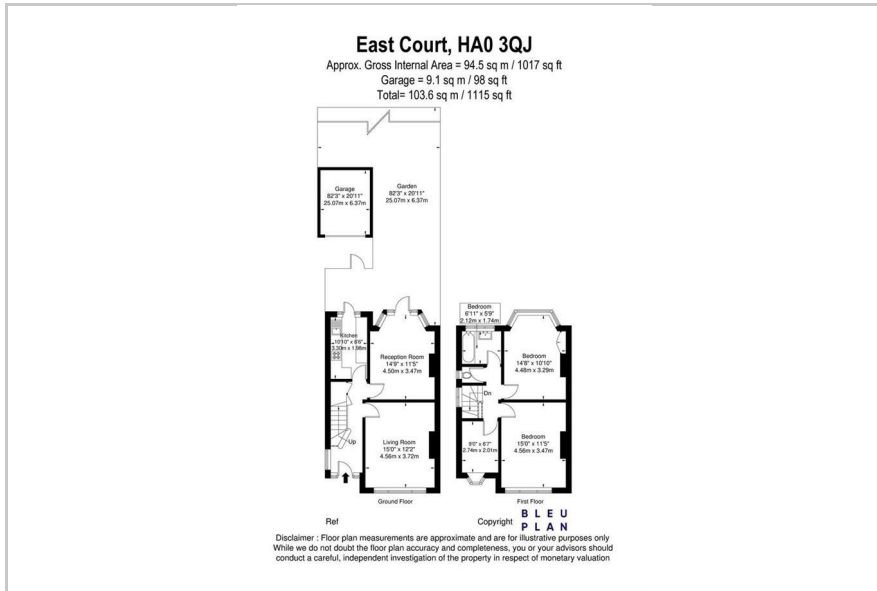 East Court, HA0 3QJ
Approx. Gross Internal Area = 94.5 sq m / 1017 sq ft
Garage = 9.1 sq m / 98 sq ft
Total= 103.6 sq m / 1115 sq ft
Garage
82'3" x 20'11"
25.07m x 6.37m
Garden
82'3" x 20'11"
25.07m x 6.37m
Kitchen
10'10" x 6'6"
3.30m x 1.98m
Reception Room
14'9" x 11'5"
4.50m x 3.47m
Up
Living Room
15'0" x 12'2"
4.56m x 3.72m
Ground Floor
Bedroom
6'11" x 5'9"
2.12m x 1.74m
Bedroom
14'8" x 10'10"
4.48m x 3.29m
Dn
9'0" x 6'7"
2.74m x 2.01m
Bedroom
15'0" x 11'5"
4.56m x 3.47m
First Floor
Ref
Copyright
BLEU
PLAN
Disclaimer : Floor plan measurements are approximate and are for illustrative purposes only
While we do not doubt the floor plan accuracy and completeness, you or your advisors should
conduct a careful, independent investigation of the property in respect of monetary valuation